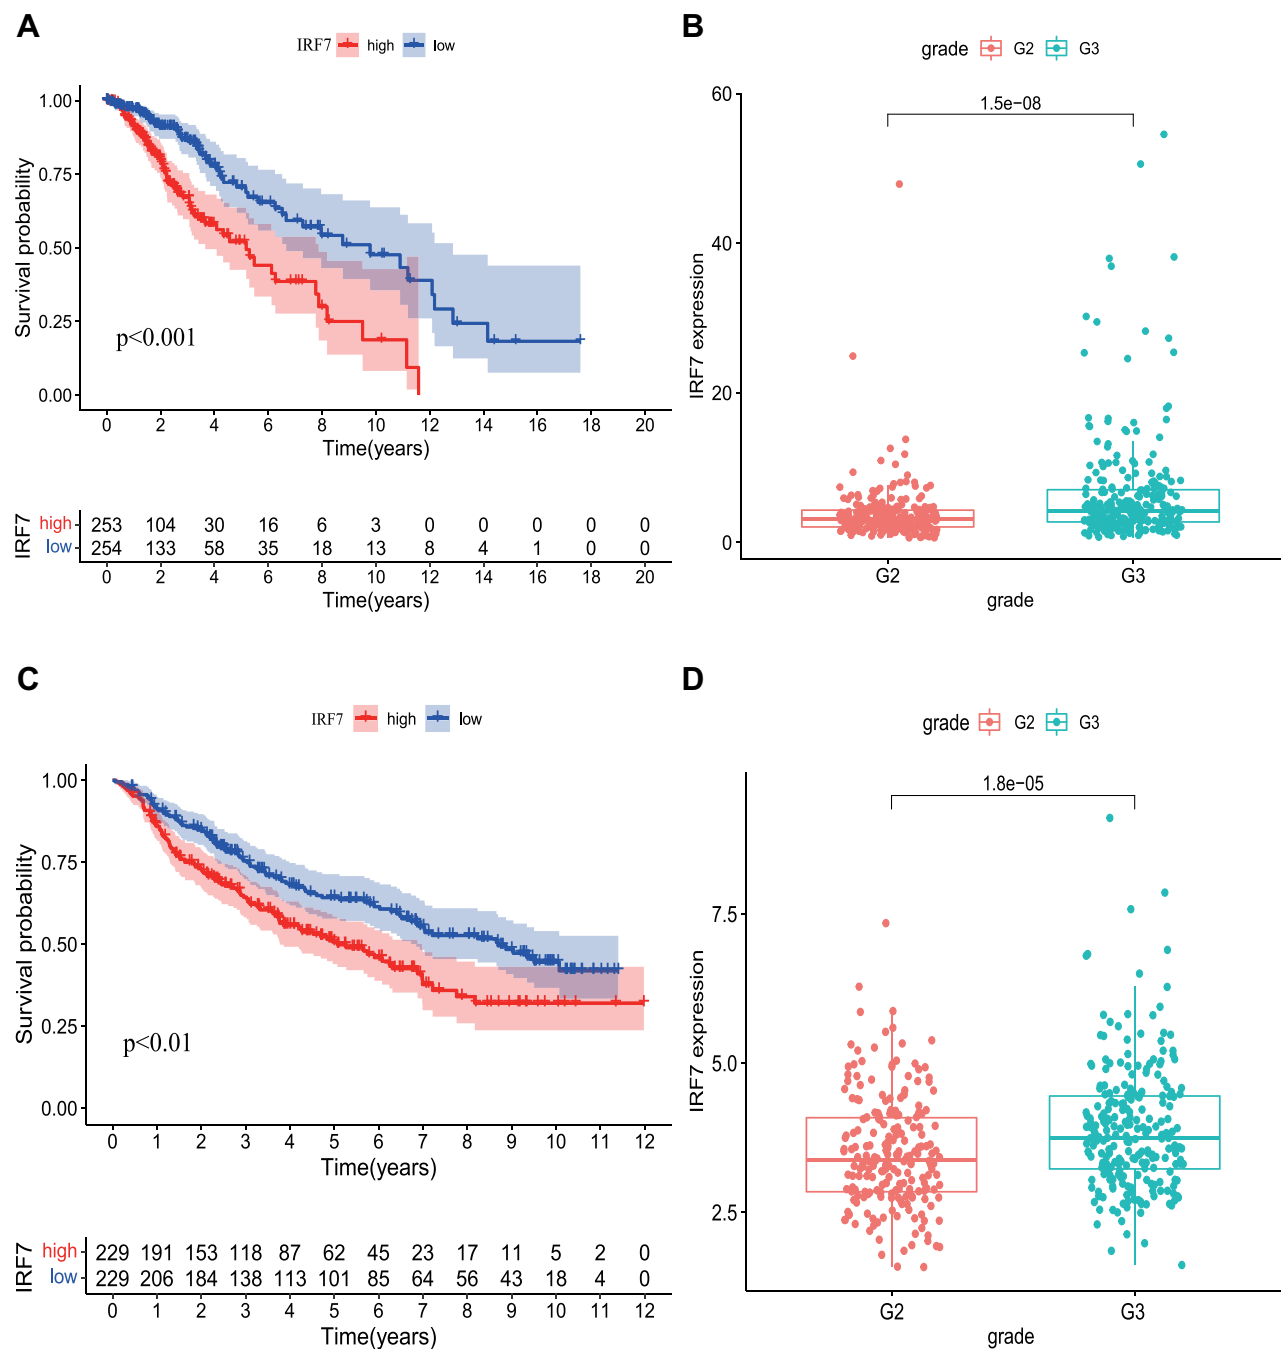 A
IRF7 high low
Survival probability
1.00
0.75
0.50
0.25
0.00
p<0.001
0 2 4 6 8 10 12 14 16 18 20
Time(years)
IRF7
high 253 104 30 16 6 3 0 0 0 0 0
low 254 133 58 35 18 13 8 4 1 0 0
0 2 4 6 8 10 12 14 16 18 20
Time(years)
B
grade G2 G3
IRF7 expression
60
40
20
0
1.5e−08
G2 G3
grade
C
IRF7 high low
Survival probability
1.00
0.75
0.50
0.25
0.00
p<0.01
0 1 2 3 4 5 6 7 8 9 10 11 12
Time(years)
IRF7
high 229 191 153 118 87 62 45 23 17 11 5 2 0
low 229 206 184 138 113 101 85 64 56 43 18 4 0
0 1 2 3 4 5 6 7 8 9 10 11 12
Time(years)
D
grade G2 G3
IRF7 expression
7.5
5.0
2.5
1.8e−05
G2 G3
grade